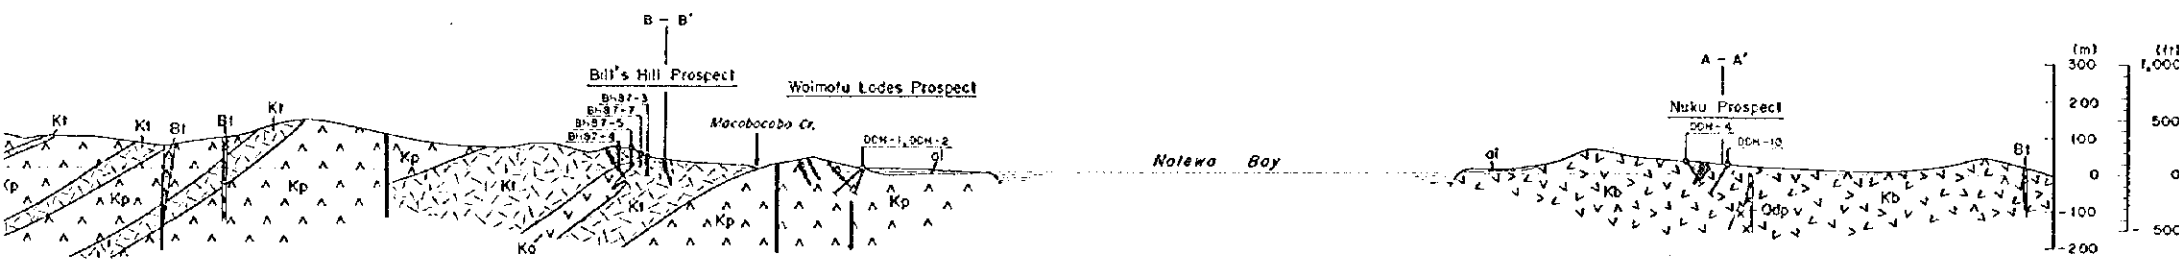 B - B'
A - A'
(m)
(ft)
300
1,000
Bill's Hill Prospect
Waimotu Lodes Prospect
Nuku Prospect
200
500
100
0
0
-100
-200
500
BH87-3
BH87-7
BH87-5
BH87-4
Macobocobo Cr.
DDH-1, DDH-2
al
Natewa Bay
DDH-4
DDH-10
al
Bt
Kt
Kt
Bt
Bt
Kt
Kp
Kp
Kp
Kp
Kt
Kt
Ko
Kp
Kp
Kb
Qdp
Kb